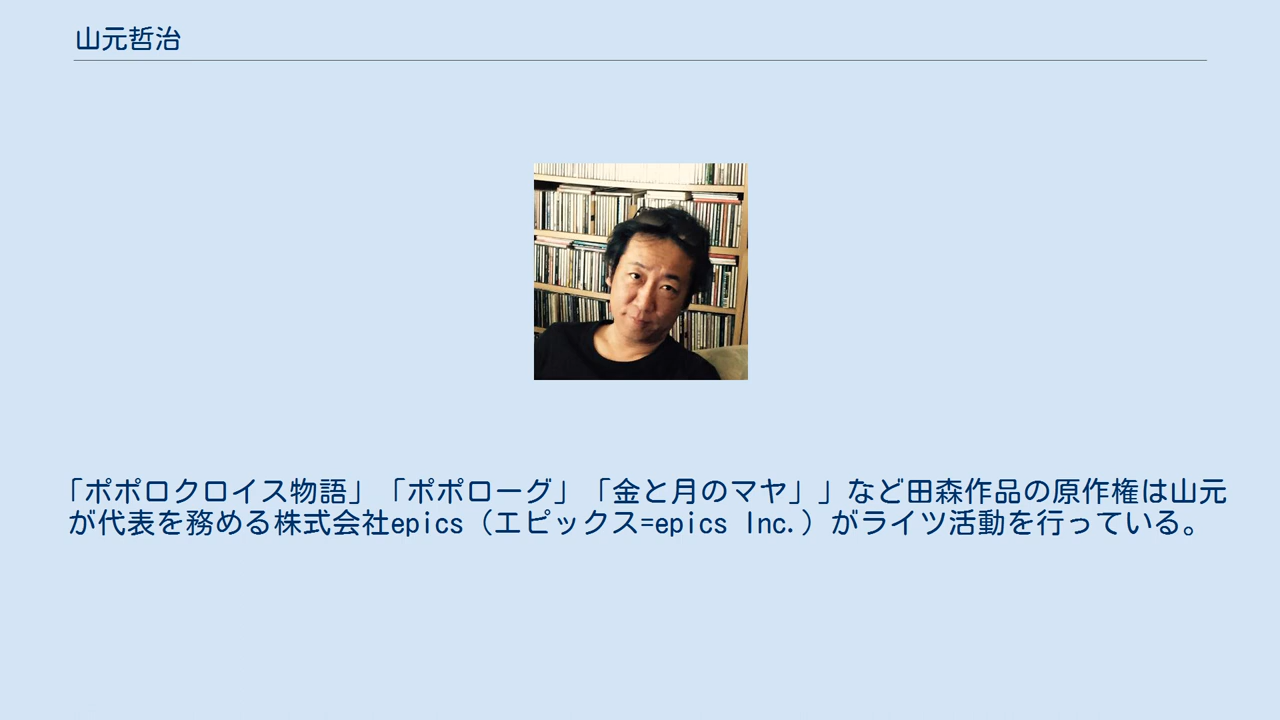 山元哲治
「ポポロクロイス物語」「ポポローグ」「金と月のマヤ」」など田森作品の原作権は山元
が代表を務める株式会社epics（エピックス=epics Inc.）がライツ活動を行っている。